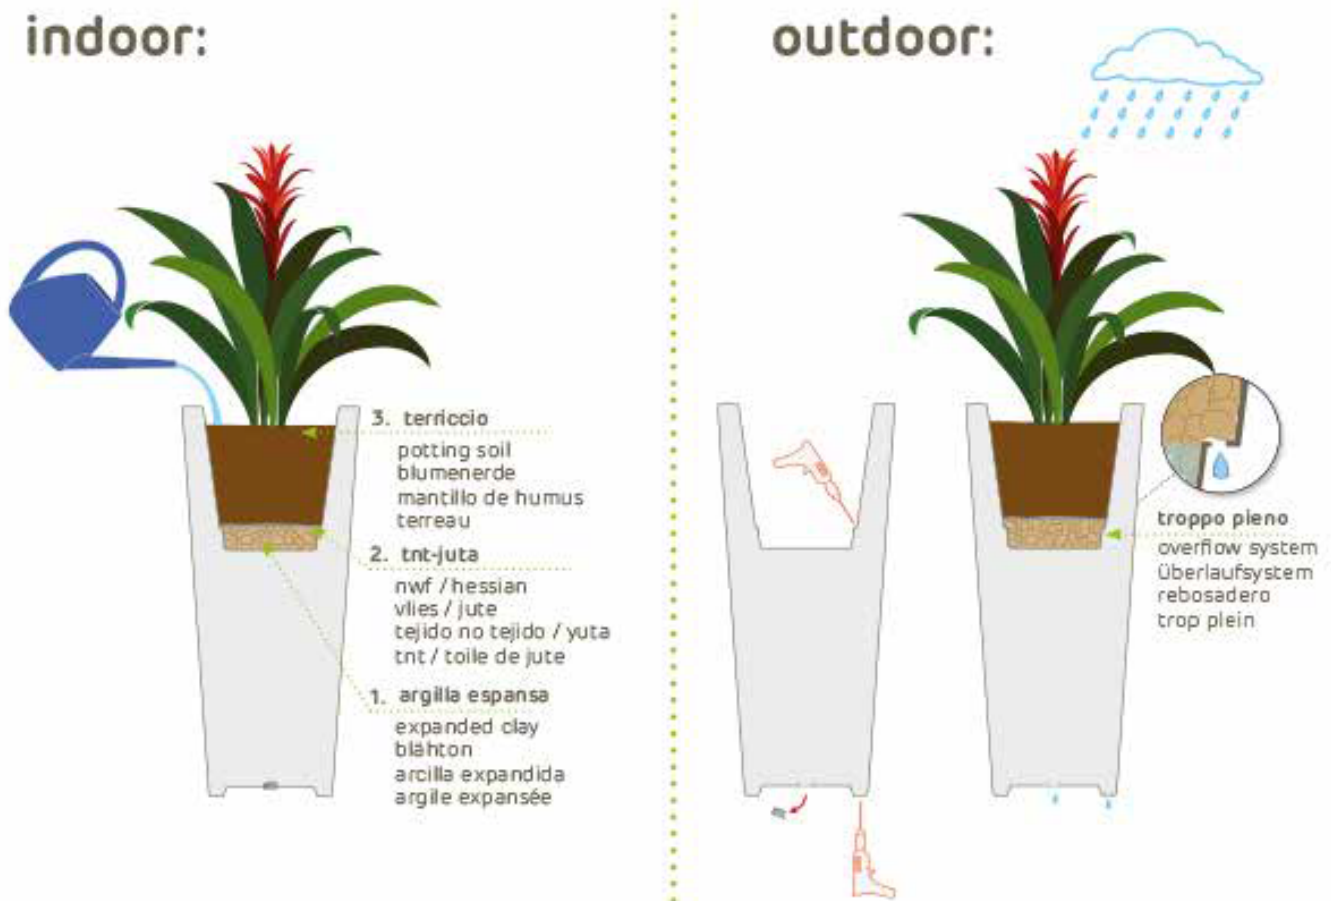 indoor:
3. terriccio
potting soil
blumenerde
mantillo de humus
terreau
2. tnt-juta
nwf / hessian
vlies / jute
tejido no tejido / yuta
tnt / toile de jute
1. argilla espansa
expanded clay
blähton
arcilla expandida
argile expansée
outdoor:
troppo pieno
overflow system
überlaufsystem
rebosadero
trop plein